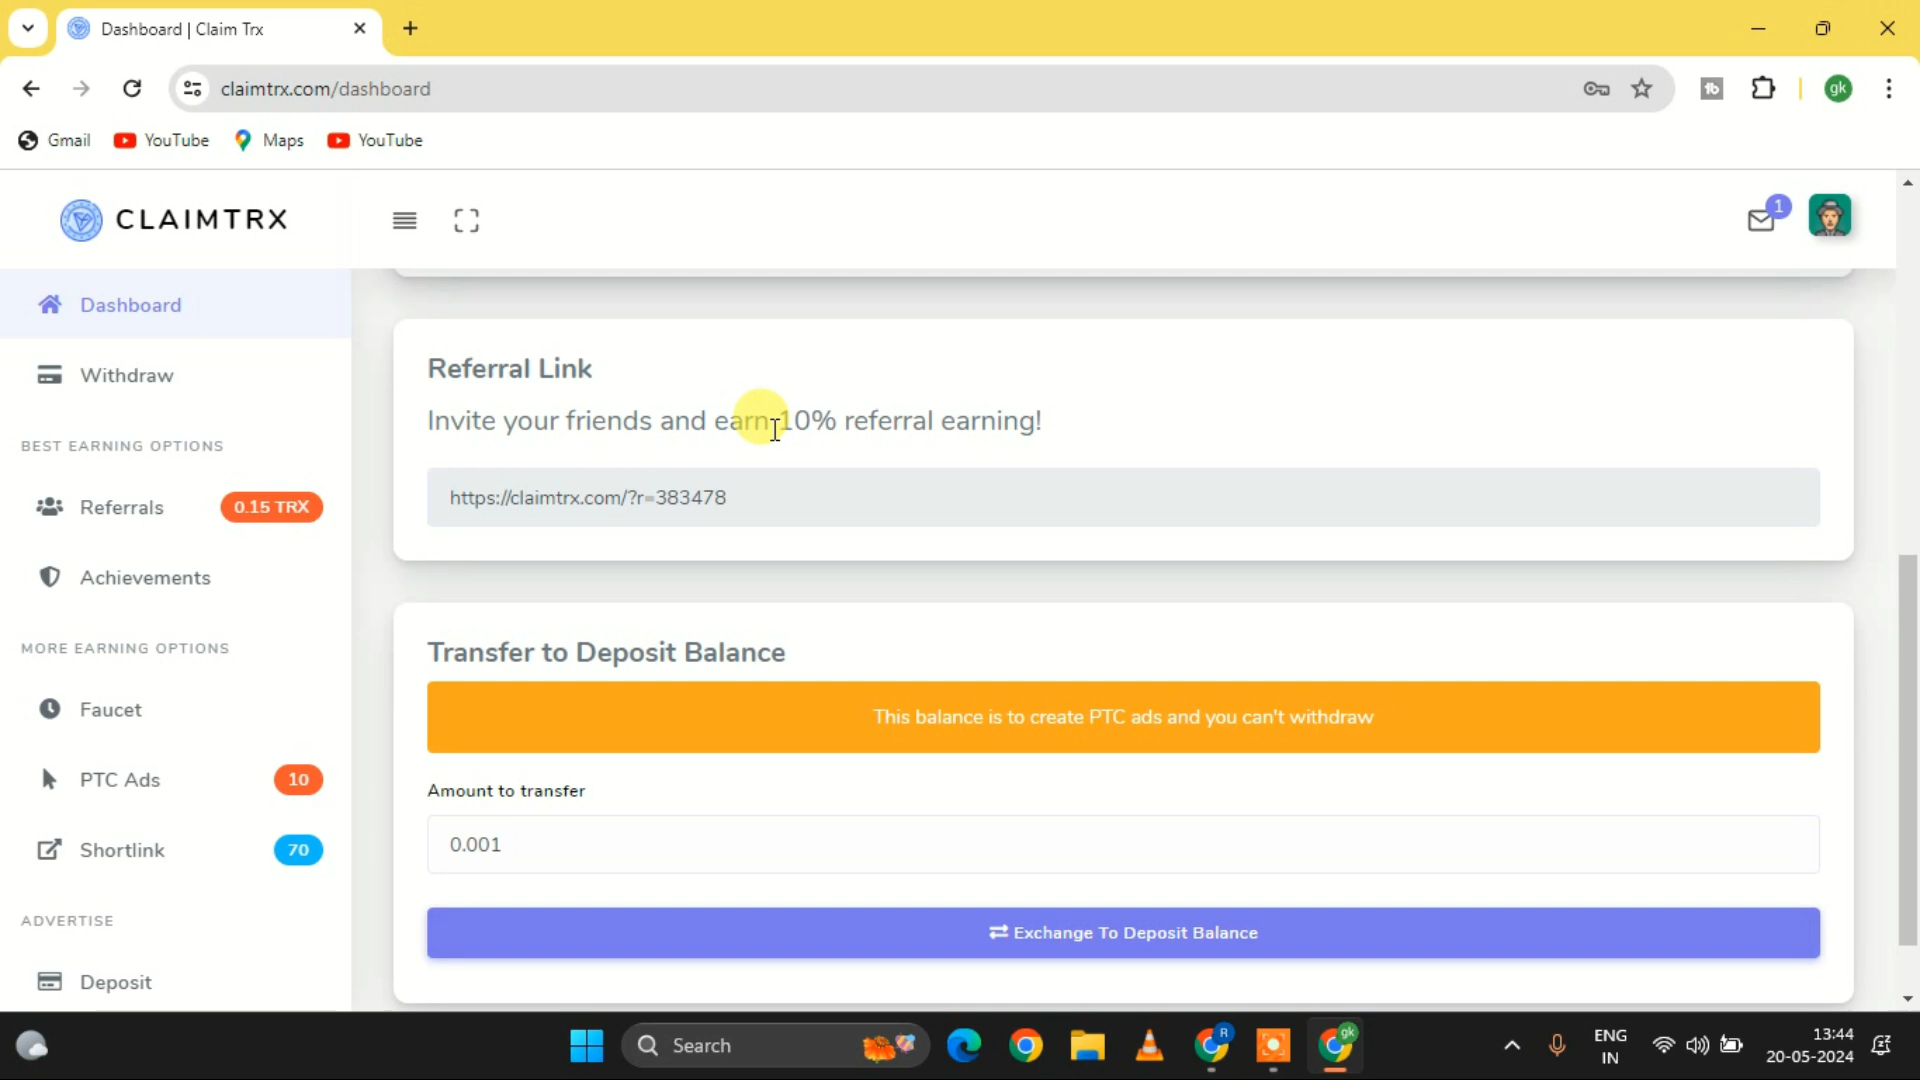 Dashboard | Claim Trx
claimtrx.com/dashboard
gk
Gmail
YouTube
Maps
YouTube
CLAIMTRX
1
Dashboard
Withdraw
BEST EARNING OPTIONS
Referrals 0.15 TRX
Achievements
MORE EARNING OPTIONS
Faucet
PTC Ads 10
Shortlink 70
ADVERTISE
Deposit
Referral Link
Invite your friends and earn 10% referral earning!
https://claimtrx.com/?r=383478
Transfer to Deposit Balance
This balance is to create PTC ads and you can't withdraw
Amount to transfer
0.001
Exchange To Deposit Balance
Search
R
gk
ENG
IN
13:44
20-05-2024